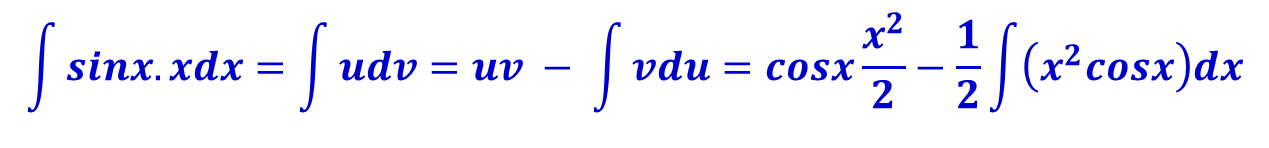 ∫ sinx.xdx = ∫ udv = uv − ∫ vdu = cosx x²/2 − 1/2 ∫ (x²cosx)dx